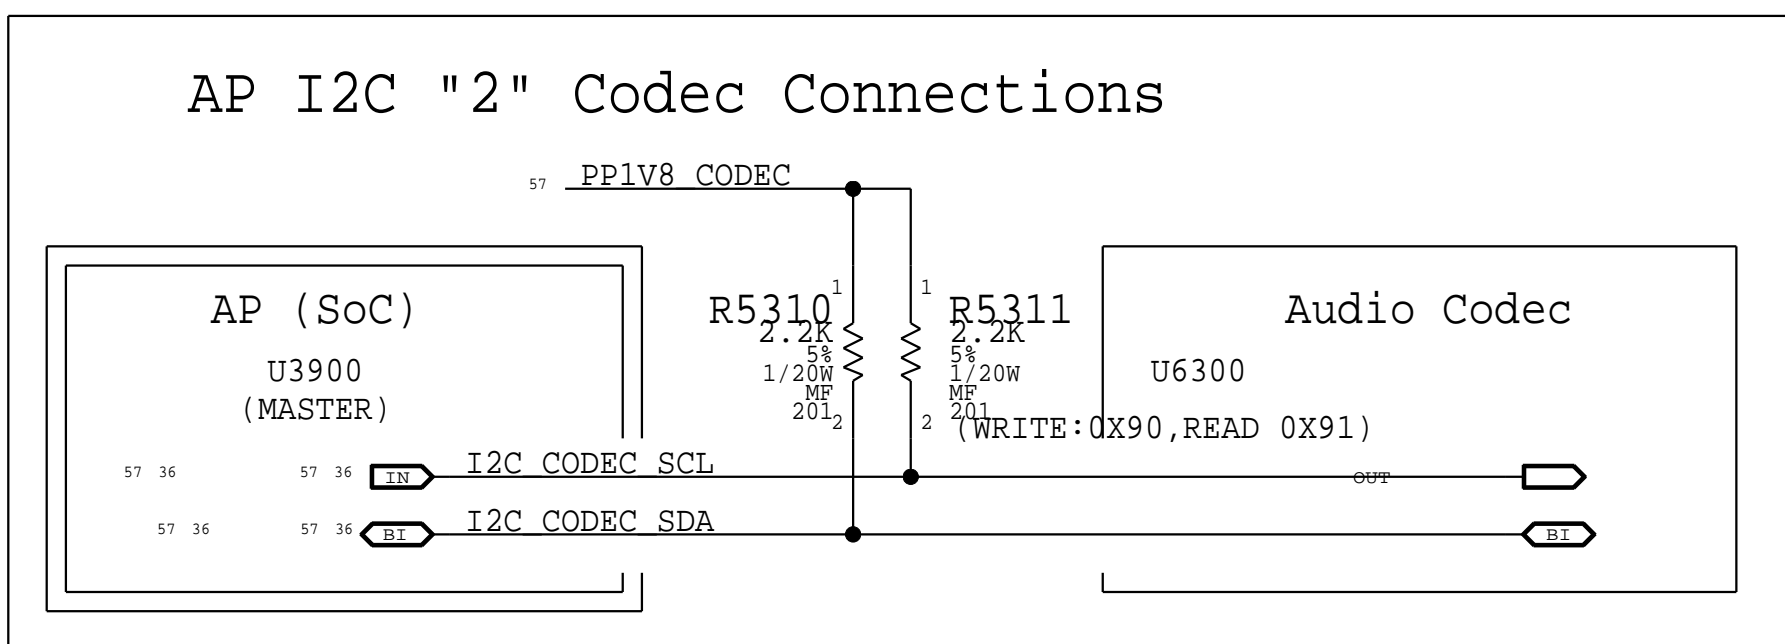 AP I2C "2" Codec Connections
57 PP1V8_CODEC
AP (SoC)
U3900
(MASTER)
1
R5310
2.2K
5%
1/20W
MF
201
2
1
R5311
2.2K
5%
1/20W
MF
201
2
Audio Codec
U6300
(WRITE:0X90,READ 0X91)
57 36 57 36 IN I2C_CODEC_SCL OUT
57 36 57 36 BI I2C_CODEC_SDA BI